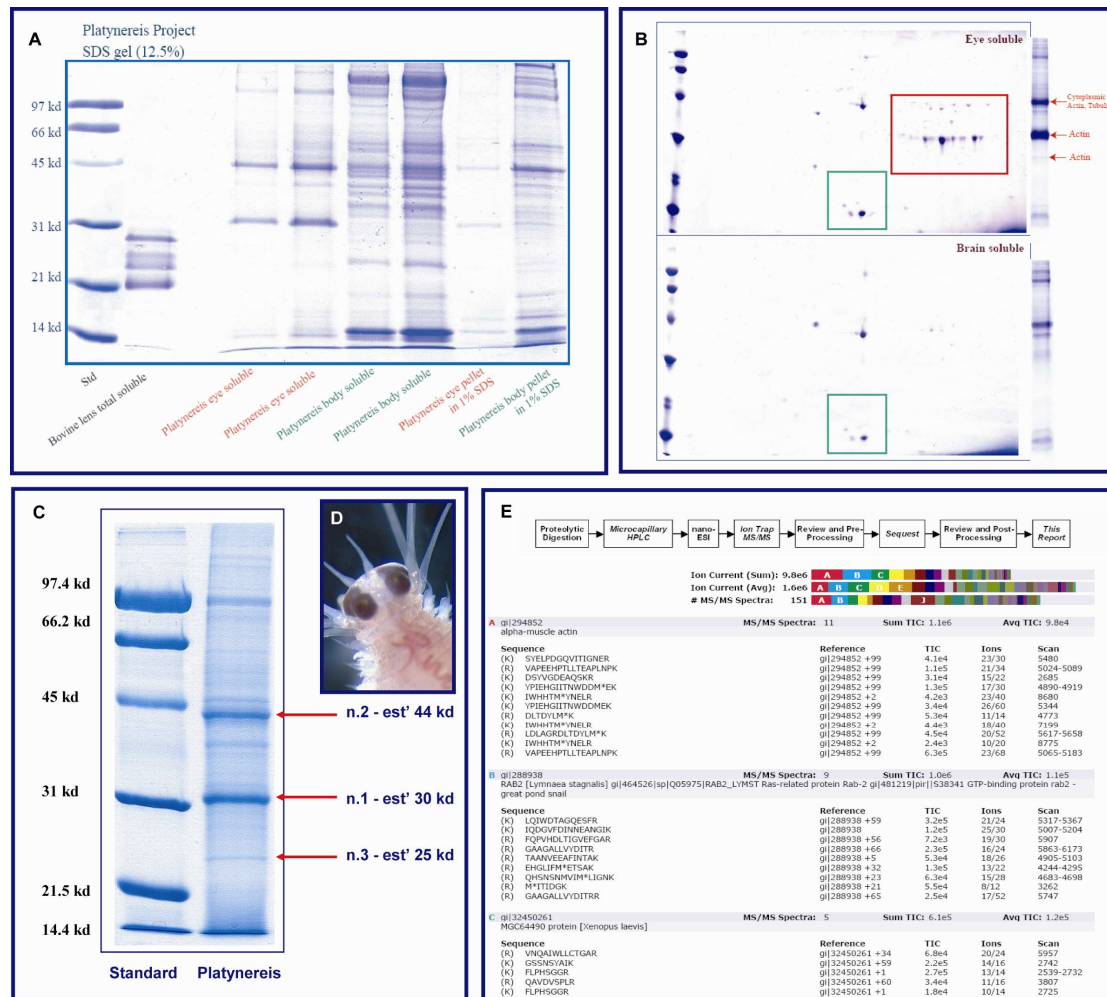 A
Platynereis Project
SDS gel (12.5%)
97 kd
66 kd
45 kd
31 kd
21 kd
14 kd
Std
Bovine lens total soluble
Platynereis eye soluble
Platynereis eye soluble
Platynereis body soluble
Platynereis body soluble
Platynereis eye pellet
in 1% SDS
Platynereis body pellet
in 1% SDS
B
Eye soluble
Cytoplasmic
Actin, Tubul
Actin
Actin
Brain soluble
C
97.4 kd
66.2 kd
45 kd
31 kd
21.5 kd
14.4 kd
n.2 - est' 44 kd
n.1 - est' 30 kd
n.3 - est' 25 kd
Standard Platynereis
D
E
Proteolytic Digestion
Microcapillary HPLC
nano-ESI
Ion Trap MS/MS
Review and Pre-Processing
Sequest
Review and Post-Processing
This Report
Ion Current (Sum): 9.8e6 A B C
Ion Current (Avg): 1.6e6 A B C D E
# MS/MS Spectra: 151 A B J
A gi|294852 MS/MS Spectra: 11 Sum TIC: 1.1e6 Avg TIC: 9.8e4
alpha-muscle actin
Sequence Reference TIC Ions Scan
(K) SYELPDGQVITIGNER gi|294852 +99 4.1e4 23/30 5480
(R) VAPEEHPTLLTEAPLNPK gi|294852 +99 1.1e5 21/34 5024-5089
(K) DSYVGDEAQSKR gi|294852 +99 3.1e4 15/22 2685
(K) YPIEHGIITNWDDM*EK gi|294852 +99 1.3e5 17/30 4890-4919
(K) IWHHTM*YNELR gi|294852 +2 4.2e3 23/40 8680
(K) YPIEHGIITNWDDMEK gi|294852 +99 3.4e4 26/60 5344
(R) DLTDYLM*K gi|294852 +99 5.3e4 11/14 4773
(K) IWHHTM*YNELR gi|294852 +2 4.4e3 18/40 7199
(R) LDLAGRDLTDYLM*K gi|294852 +99 4.5e4 20/52 5617-5658
(K) IWHHTM*YNELR gi|294852 +2 2.4e3 10/20 8775
(R) VAPEEHPTLLTEAPLNPK gi|294852 +99 6.3e5 23/68 5065-5183
B gi|288938 MS/MS Spectra: 9 Sum TIC: 1.0e6 Avg TIC: 1.1e5
RAB2 [Lymnaea stagnalis] gi|464526|sp|Q05975|RAB2_LYMST Ras-related protein Rab-2 gi|481219|pir||S38341 GTP-binding protein rab2 -
great pond snail
Sequence Reference TIC Ions Scan
(K) LQIWDTAGQESFR gi|288938 +59 3.2e5 21/24 5317-5367
(K) IQDGVFDINNEANGIK gi|288938 1.2e5 25/30 5007-5204
(R) FQPVHDLTIGVEFGAR gi|288938 +56 7.2e3 19/30 5907
(R) GAAGALLVYDITR gi|288938 +66 2.3e5 16/24 5863-6173
(R) TAANVEEAFINTAK gi|288938 +5 5.3e4 18/26 4905-5103
(R) EHGLIFM*ETSAK gi|288938 +32 1.3e5 13/22 4244-4295
(R) QHSNSNMVIM*LIGNK gi|288938 +23 6.3e4 15/28 4683-4698
(R) M*ITIDGK gi|288938 +21 5.5e4 8/12 3262
(R) GAAGALLVYDITRR gi|288938 +65 2.5e4 17/52 5747
C gi|32450261 MS/MS Spectra: 5 Sum TIC: 6.1e5 Avg TIC: 1.2e5
MGC64490 protein [Xenopus laevis]
Sequence Reference TIC Ions Scan
(R) VNQAIWLLCTGAR gi|32450261 +34 6.8e4 20/24 5957
(K) GSSNSYAIK gi|32450261 +59 2.2e5 14/16 2742
(K) FLPHSGGR gi|32450261 +1 2.7e5 13/14 2539-2732
(R) QAVDVSPLR gi|32450261 +60 3.4e4 11/16 3807
(K) FLPHSGGR gi|32450261 +1 1.8e4 10/14 2725